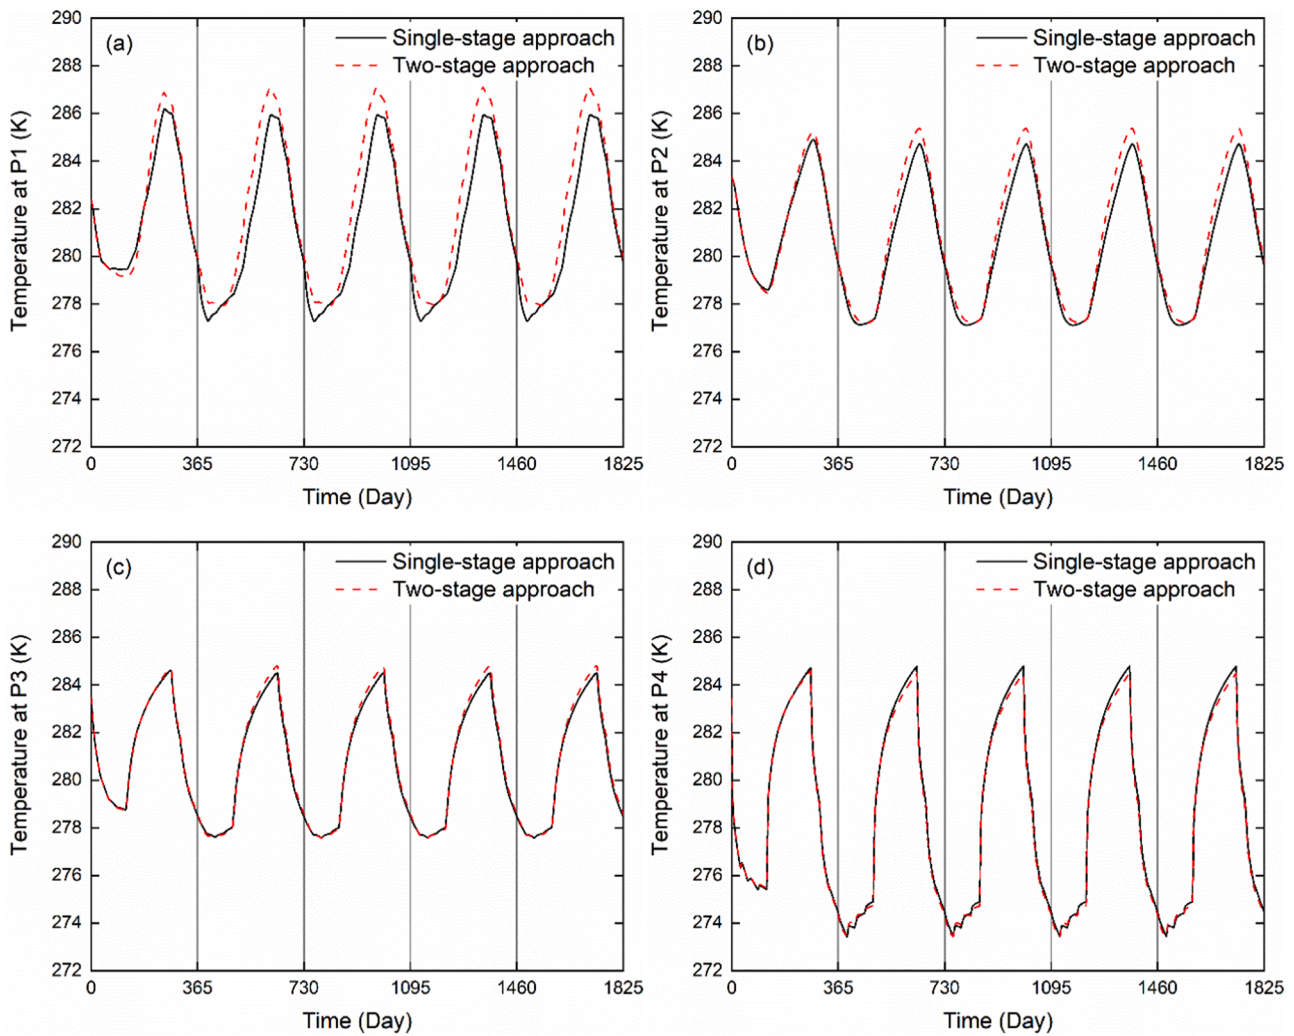 (a)
Single-stage approach
Two-stage approach
Temperature at P1 (K)
290
288
286
284
282
280
278
276
274
272
0 365 730 1095 1460 1825
Time (Day)
(b)
Single-stage approach
Two-stage approach
Temperature at P2 (K)
290
288
286
284
282
280
278
276
274
272
0 365 730 1095 1460 1825
Time (Day)
(c)
Single-stage approach
Two-stage approach
Temperature at P3 (K)
290
288
286
284
282
280
278
276
274
272
0 365 730 1095 1460 1825
Time (Day)
(d)
Single-stage approach
Two-stage approach
Temperature at P4 (K)
290
288
286
284
282
280
278
276
274
272
0 365 730 1095 1460 1825
Time (Day)